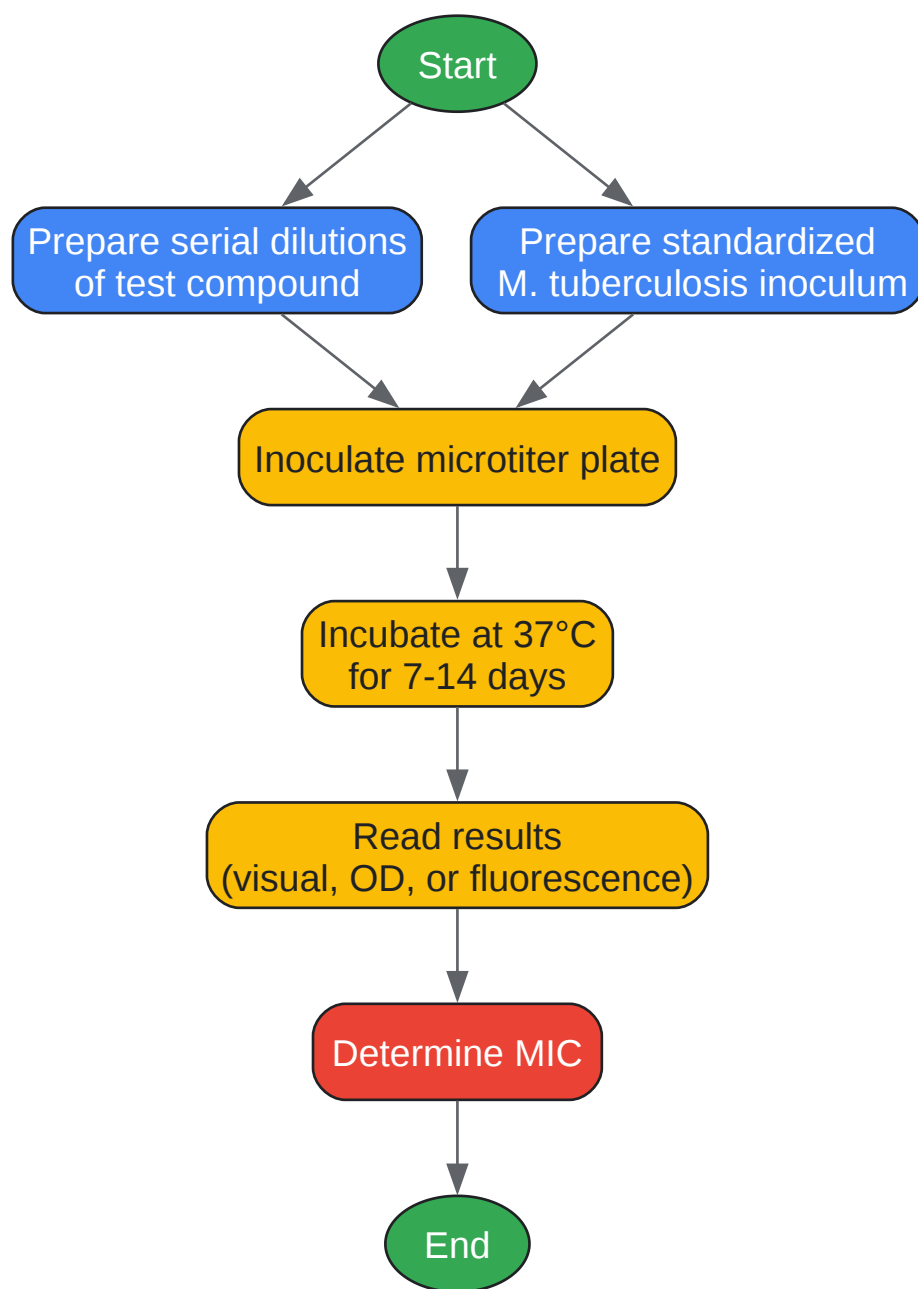 Start
Prepare serial dilutions
of test compound
Prepare standardized
M. tuberculosis inoculum
Inoculate microtiter plate
Incubate at 37°C
for 7-14 days
Read results
(visual, OD, or fluorescence)
Determine MIC
End